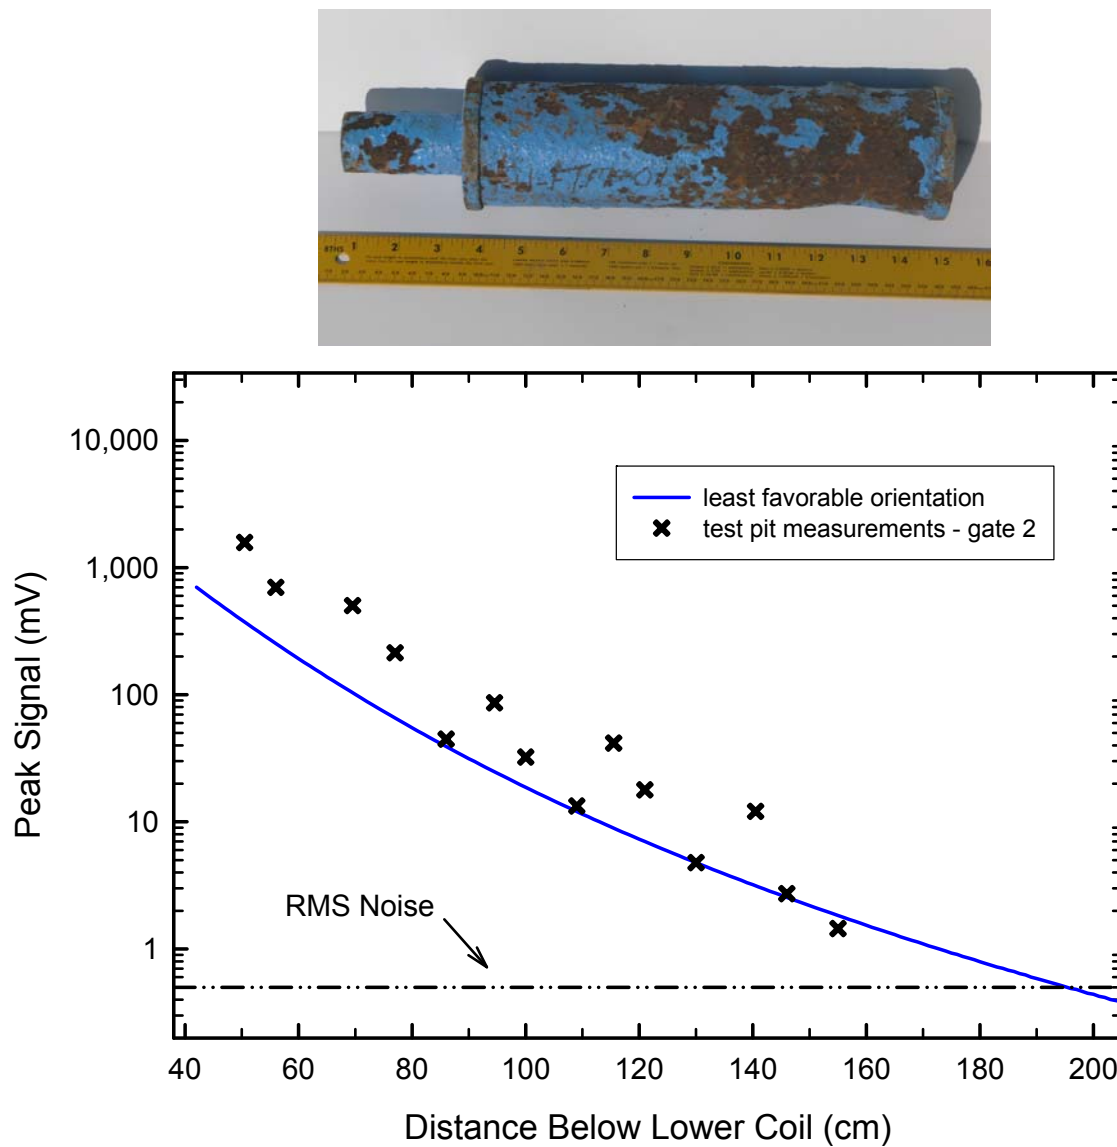 8THS 1 2 3 4 5 6 7 8 9 10 11 12 13 14 15 16
10,000
1,000
100
10
1
Peak Signal (mV)
least favorable orientation
test pit measurements - gate 2
RMS Noise
40 60 80 100 120 140 160 180 200
Distance Below Lower Coil (cm)